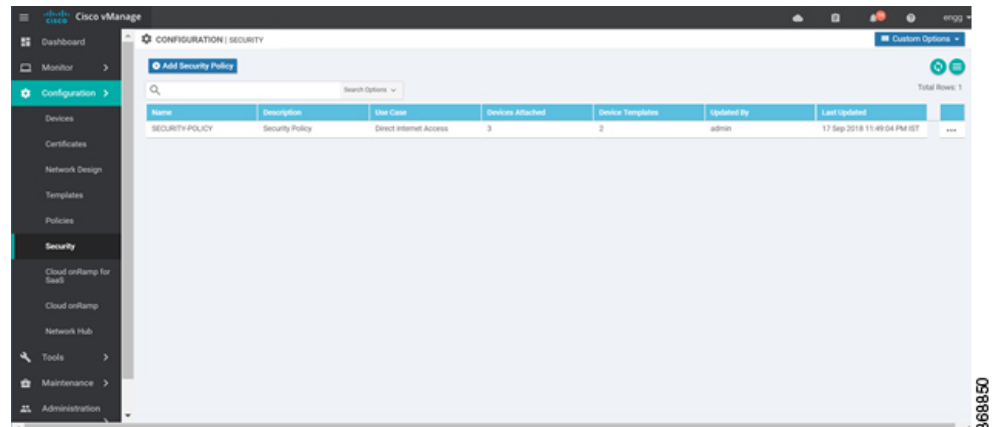 CISCO Cisco vManage
engg
Dashboard
CONFIGURATION | SECURITY
Custom Options
Monitor
Add Security Policy
Configuration
Search Options
Total Rows: 1
Name Description Use Case Devices Attached Device Templates Updated By Last Updated
SECURITY-POLICY Security Policy Direct Internet Access 3 2 admin 17 Sep 2018 11:49:04 PM IST
Devices
Certificates
Network Design
Templates
Policies
Security
Cloud onRamp for
SaaS
Cloud onRamp
Network Hub
Tools
Maintenance
Administration
368850